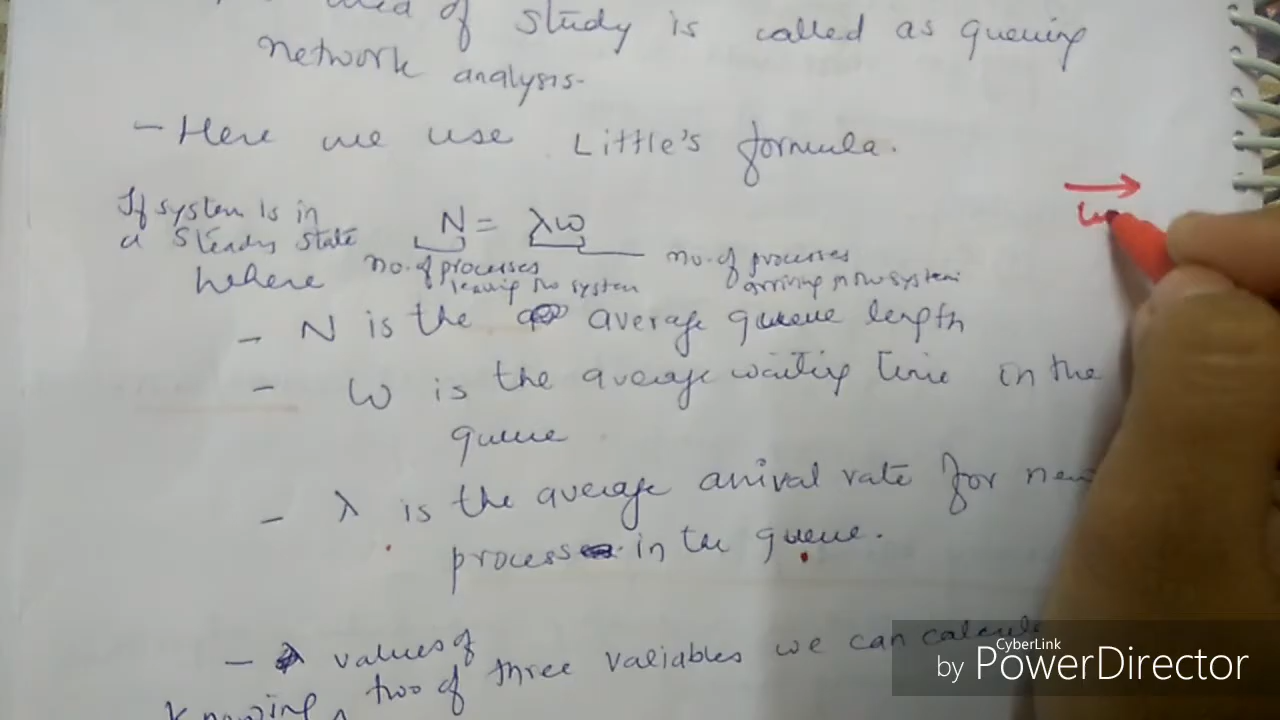 of study is called as queuing
network analysis.
- Here we use Little's formula.
If system is in
a steady state
N = λω
where
no. of processes
leaving the system
no. of processes
arriving in the system
- N is the average queue length
- W is the average waiting time in the
queue
- λ is the average arrival rate for new
process in the queue.
- values of
Knowing two of three variables we can calcula
CyberLink
by PowerDirector